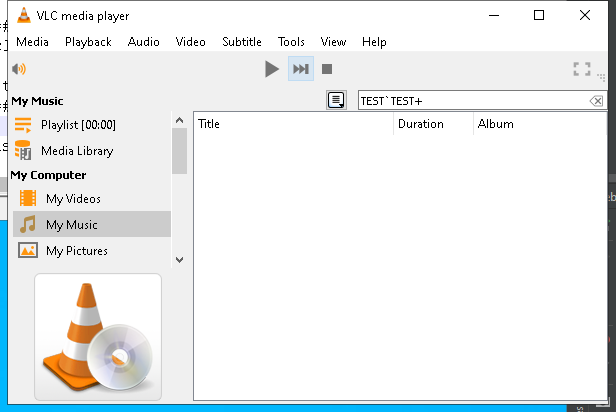 VLC media player
Media Playback Audio Video Subtitle Tools View Help
My Music
TEST`TEST+
Playlist [00:00]
Title Duration Album
Media Library
My Computer
My Videos
My Music
My Pictures